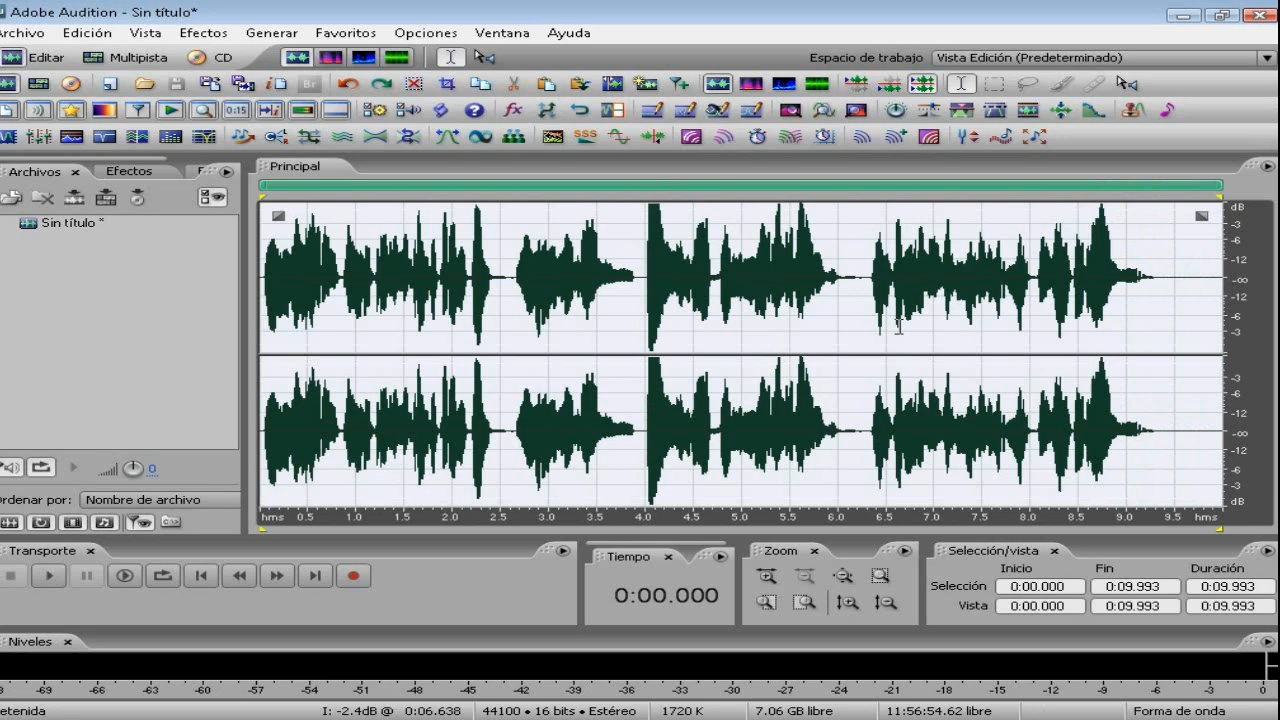 Adobe Audition - Sin título*
rchivo Edición Vista Efectos Generar Favoritos Opciones Ventana Ayuda
Editar Multipista CD Espacio de trabajo Vista Edición (Predeterminado)
Br 0:15 fx SSS
Archivos x Efectos F
Principal
Sin título *
dB
-3
-6
-12
-∞
-12
-6
-3
-3
-6
-12
-∞
-12
-6
-3
dB
0
rdenar por: Nombre de archivo
hms 0.5 1.0 1.5 2.0 2.5 3.0 3.5 4.0 4.5 5.0 5.5 6.0 6.5 7.0 7.5 8.0 8.5 9.0 9.5 hms
Transporte x
Tiempo x
0:00.000
Zoom x
Selección/vista x
Inicio Fin Duración
Selección 0:00.000 0:09.993 0:09.993
Vista 0:00.000 0:09.993 0:09.993
Niveles x
-69 -66 -63 -60 -57 -54 -51 -48 -45 -42 -39 -36 -33 -30 -27 -24 -21 -18 -15 -12 -9 -6 -3 0
etenida I: -2.4dB @ 0:06.638 44100 • 16 bits • Estéreo 1720 K 7.06 GB libre 11:56:54.62 libre Forma de onda